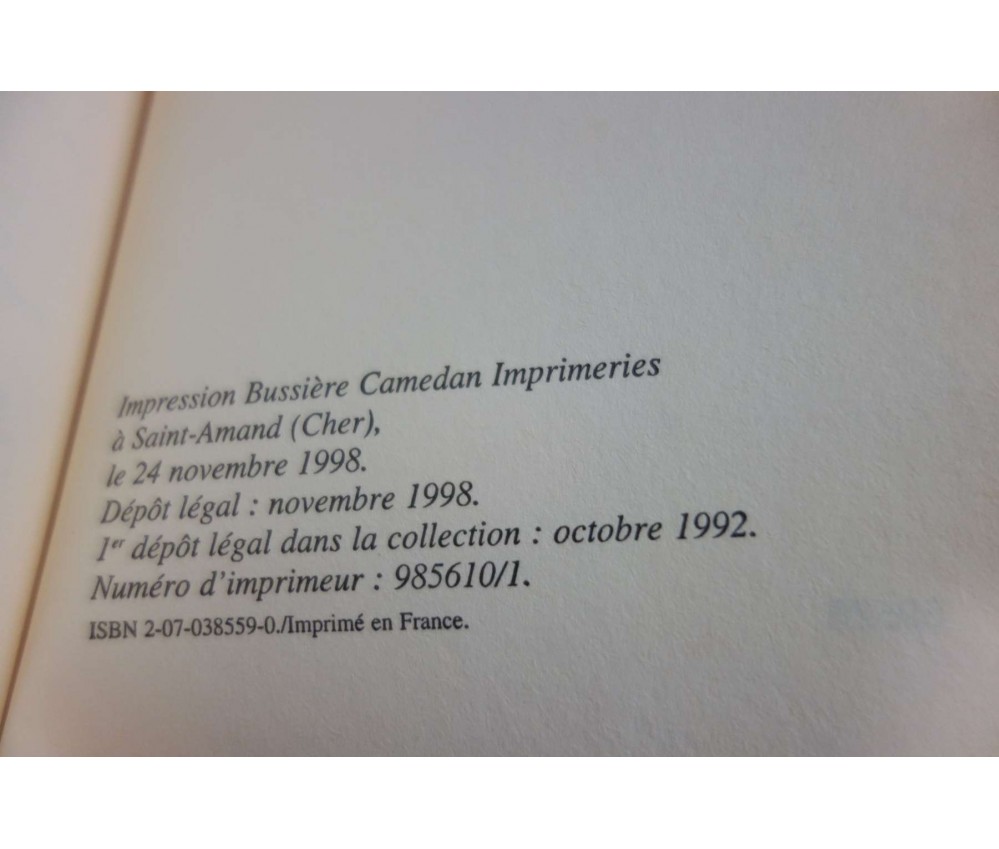 Impression Bussière Camedan Imprimeries
à Saint-Amand (Cher),
le 24 novembre 1998.
Dépôt légal : novembre 1998.
1er dépôt légal dans la collection : octobre 1992.
Numéro d'imprimeur : 985610/1.
ISBN 2-07-038559-0./Imprimé en France.